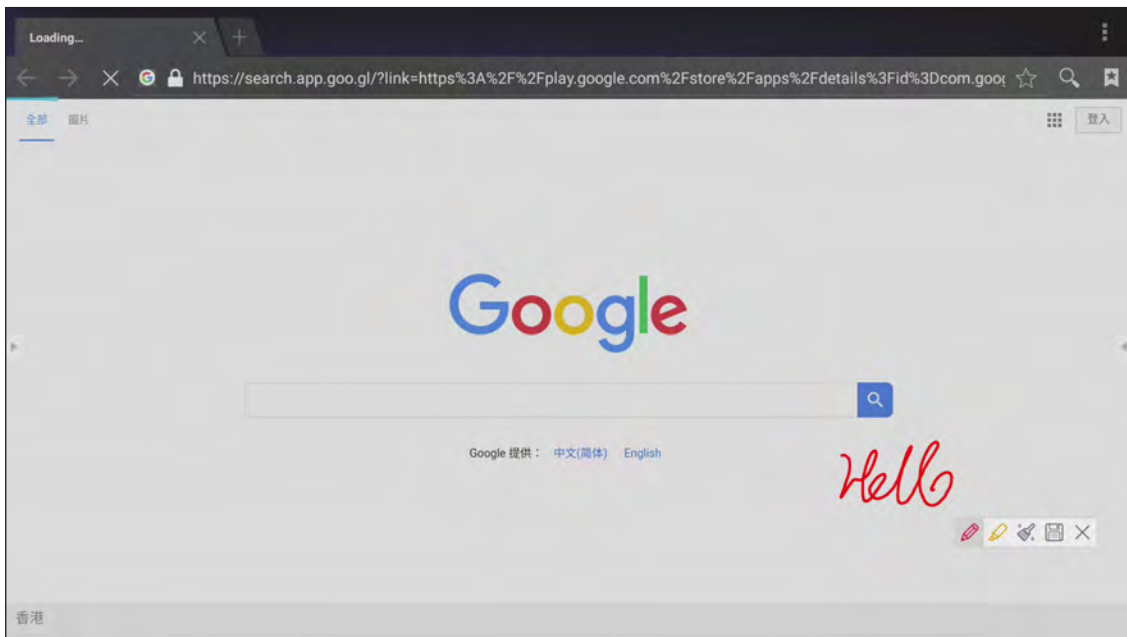 Loading...
https://search.app.goo.gl/?link=https%3A%2F%2Fplay.google.com%2Fstore%2Fapps%2Fdetails%3Fid%3Dcom.goog
全部 圖片 登入
Google
Google 提供： 中文(简体) English
Hello
香港